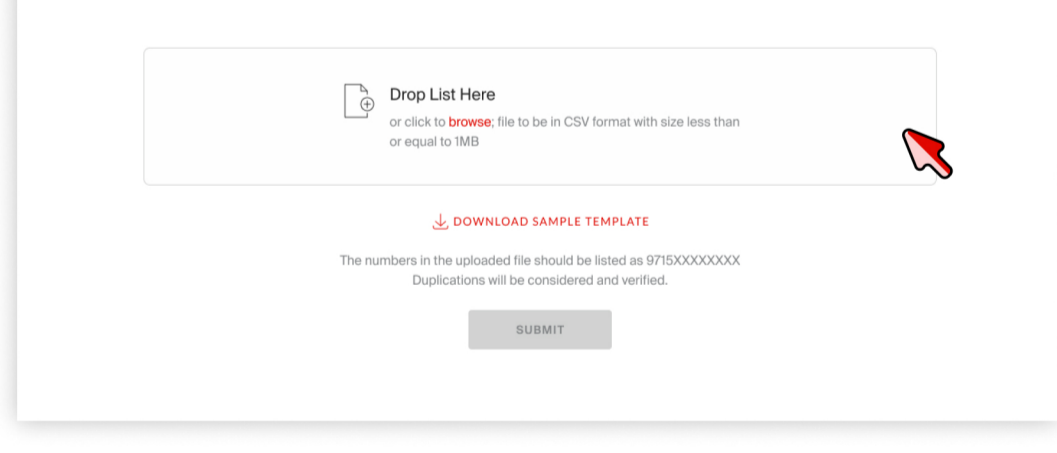 Drop List Here
or click to browse; file to be in CSV format with size less than
or equal to 1MB
DOWNLOAD SAMPLE TEMPLATE
The numbers in the uploaded file should be listed as 9715XXXXXXXX
Duplications will be considered and verified.
SUBMIT